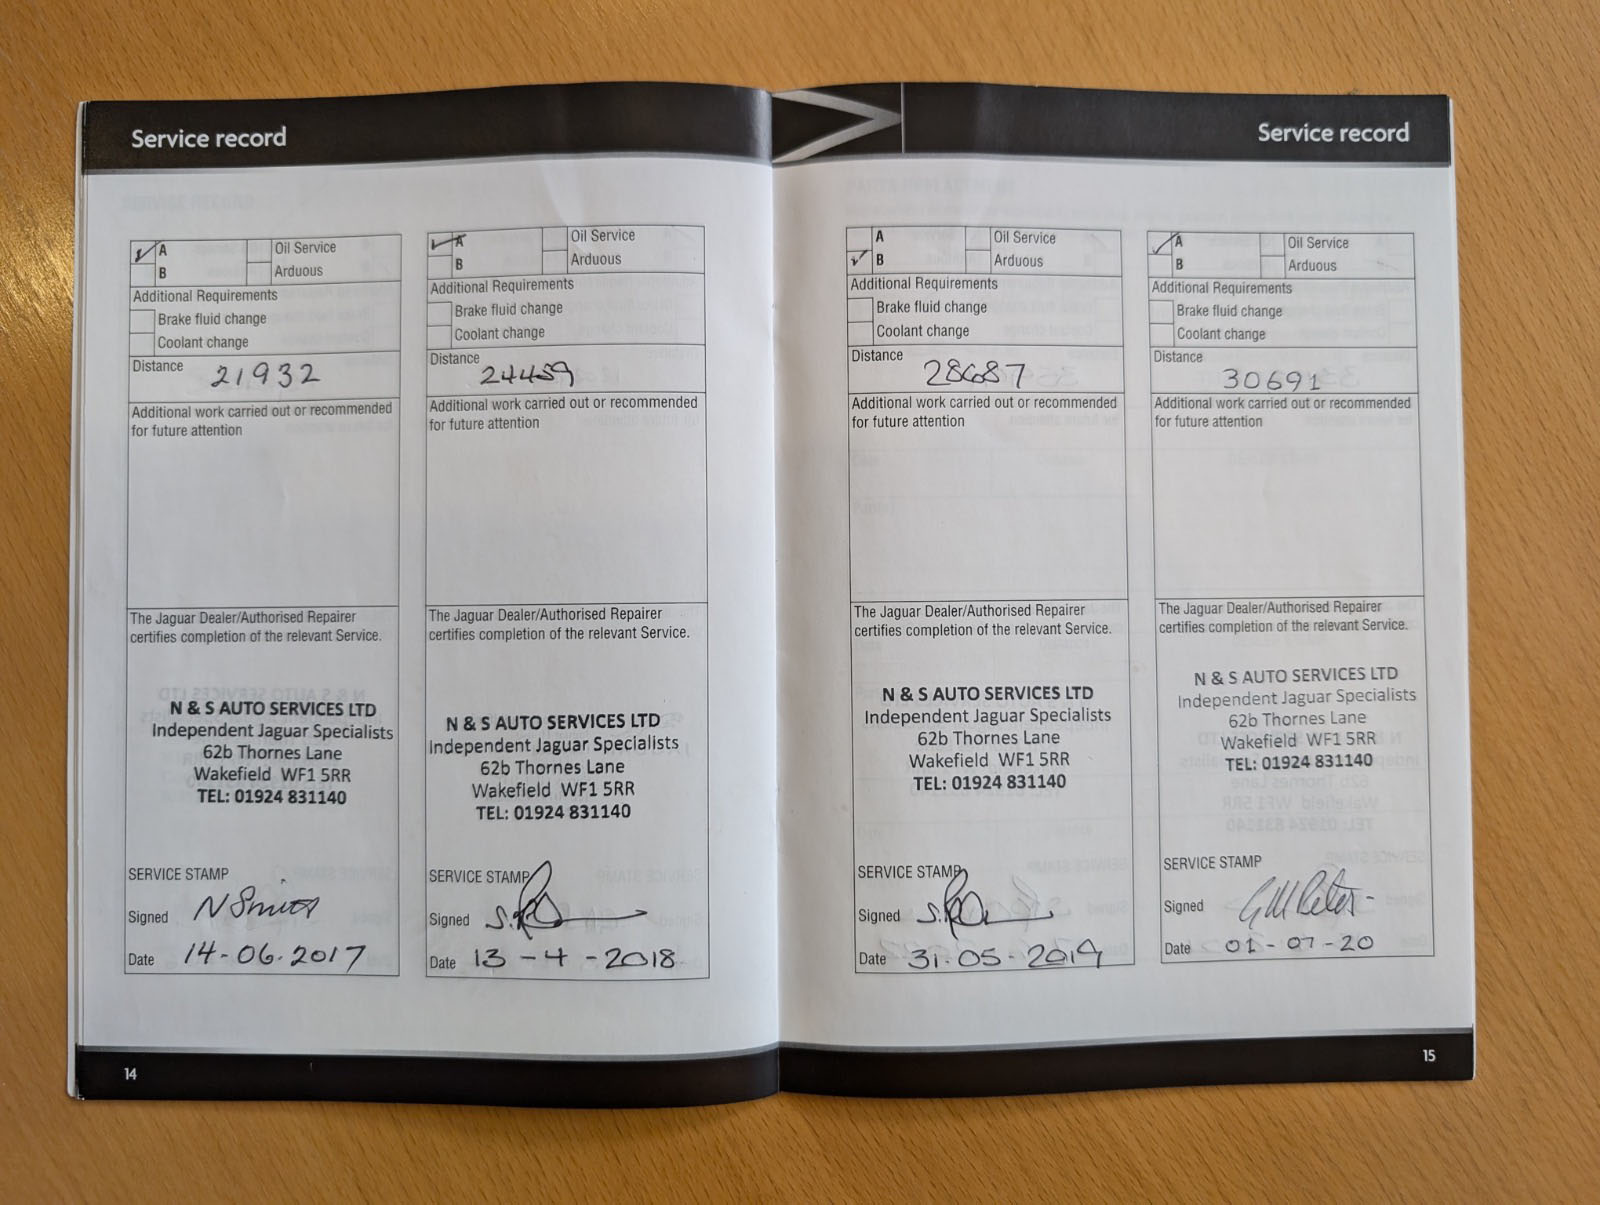 Service record
A Oil Service
B Arduous
Additional Requirements
Brake fluid change
Coolant change
Distance 21932
Additional work carried out or recommended
for future attention
The Jaguar Dealer/Authorised Repairer
certifies completion of the relevant Service.
N & S AUTO SERVICES LTD
Independent Jaguar Specialists
62b Thornes Lane
Wakefield WF1 5RR
TEL: 01924 831140
SERVICE STAMP
Signed N Smith
Date 14-06.2017
A Oil Service
B Arduous
Additional Requirements
Brake fluid change
Coolant change
Distance 24459
Additional work carried out or recommended
for future attention
The Jaguar Dealer/Authorised Repairer
certifies completion of the relevant Service.
N & S AUTO SERVICES LTD
Independent Jaguar Specialists
62b Thornes Lane
Wakefield WF1 5RR
TEL: 01924 831140
SERVICE STAMP
Signed
Date 13-4-2018
14
Service record
A Oil Service
B Arduous
Additional Requirements
Brake fluid change
Coolant change
Distance 28687
Additional work carried out or recommended
for future attention
The Jaguar Dealer/Authorised Repairer
certifies completion of the relevant Service.
N & S AUTO SERVICES LTD
Independent Jaguar Specialists
62b Thornes Lane
Wakefield WF1 5RR
TEL: 01924 831140
SERVICE STAMP
Signed
Date 31.05.2019
A Oil Service
B Arduous
Additional Requirements
Brake fluid change
Coolant change
Distance 30691
Additional work carried out or recommended
for future attention
The Jaguar Dealer/Authorised Repairer
certifies completion of the relevant Service.
N & S AUTO SERVICES LTD
Independent Jaguar Specialists
62b Thornes Lane
Wakefield WF1 5RR
TEL: 01924 831140
SERVICE STAMP
Signed
Date 01-07-20
15